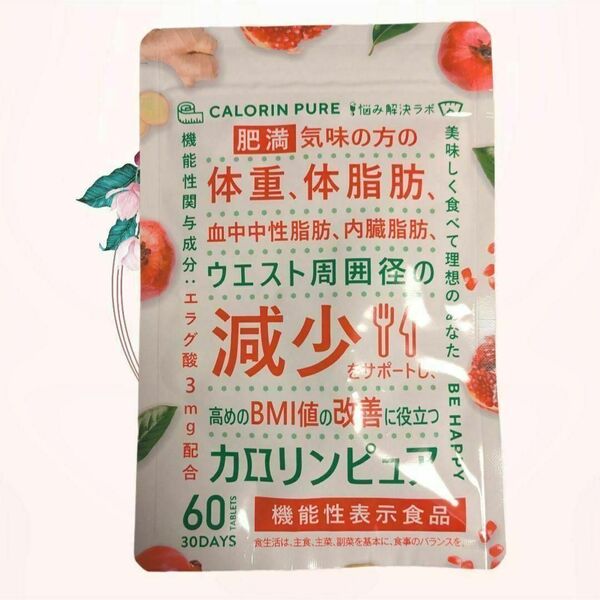 CALORIN PURE 悩み解決ラボ
肥満気味の方の
体重、体脂肪、
血中中性脂肪、内臓脂肪、
ウエスト周囲径の
減少
をサポートし、
高めのBMI値の改善に役立つ
カロリンピュア
60 TABLETS
30DAYS
機能性表示食品
食生活は、主食、主菜、副菜を基本に、食事のバランスを。
機能性関与成分：エラグ酸3mg配合
美味しく食べて理想のあなた BE HAPPY